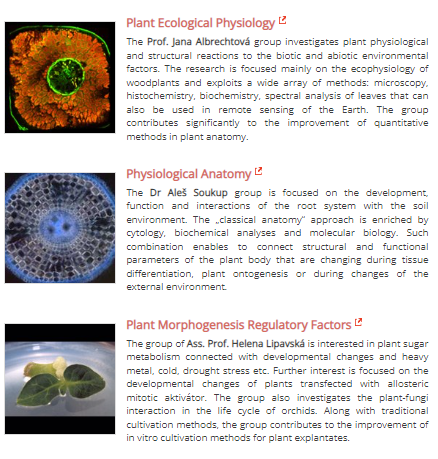 Plant Ecological Physiology
The Prof. Jana Albrechtová group investigates plant physiological
and structural reactions to the biotic and abiotic environmental
factors. The research is focused mainly on the ecophysiology of
woodplants and exploits a wide array of methods: microscopy,
histochemistry, biochemistry, spectral analysis of leaves that can
also be used in remote sensing of the Earth. The group
contributes significantly to the improvement of quantitative
methods in plant anatomy.
Physiological Anatomy
The Dr Aleš Soukup group is focused on the development,
function and interactions of the root system with the soil
environment. The „classical anatomy" approach is enriched by
cytology, biochemical analyses and molecular biology. Such
combination enables to connect structural and functional
parameters of the plant body that are changing during tissue
differentiation, plant ontogenesis or during changes of the
external environment.
Plant Morphogenesis Regulatory Factors
The group of Ass. Prof. Helena Lipavská is interested in plant sugar
metabolism connected with developmental changes and heavy
metal, cold, drought stress etc. Further interest is focused on the
developmental changes of plants transfected with allosteric
mitotic aktivátor. The group also investigates the plant-fungi
interaction in the life cycle of orchids. Along with traditional
cultivation methods, the group contributes to the improvement of
in vitro cultivation methods for plant explantates.